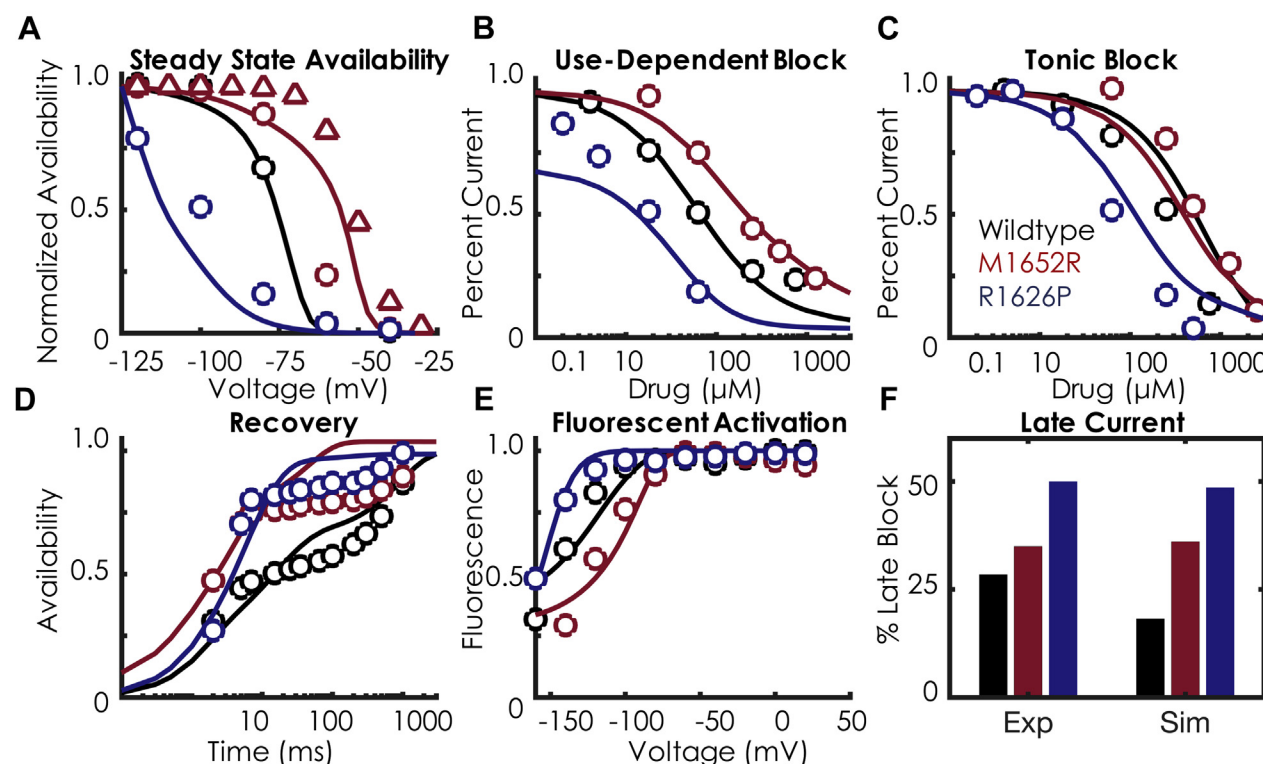 A
Steady State Availability
Normalized Availability
1.0
0.5
0
-125
-100
-75
-50
-25
Voltage (mV)
B
Use-Dependent Block
Percent Current
1.0
0.5
0
0.1
10
100
1000
Drug (µM)
C
Tonic Block
Percent Current
1.0
0.5
0
Wildtype
M1652R
R1626P
0.1
10
100
1000
Drug (µM)
D
Recovery
Availability
1.0
0.5
0
10
100
1000
Time (ms)
E
Fluorescent Activation
Fluorescence
1.0
0.5
0
-150
-100
-50
0
50
Voltage (mV)
F
Late Current
% Late Block
50
25
0
Exp
Sim